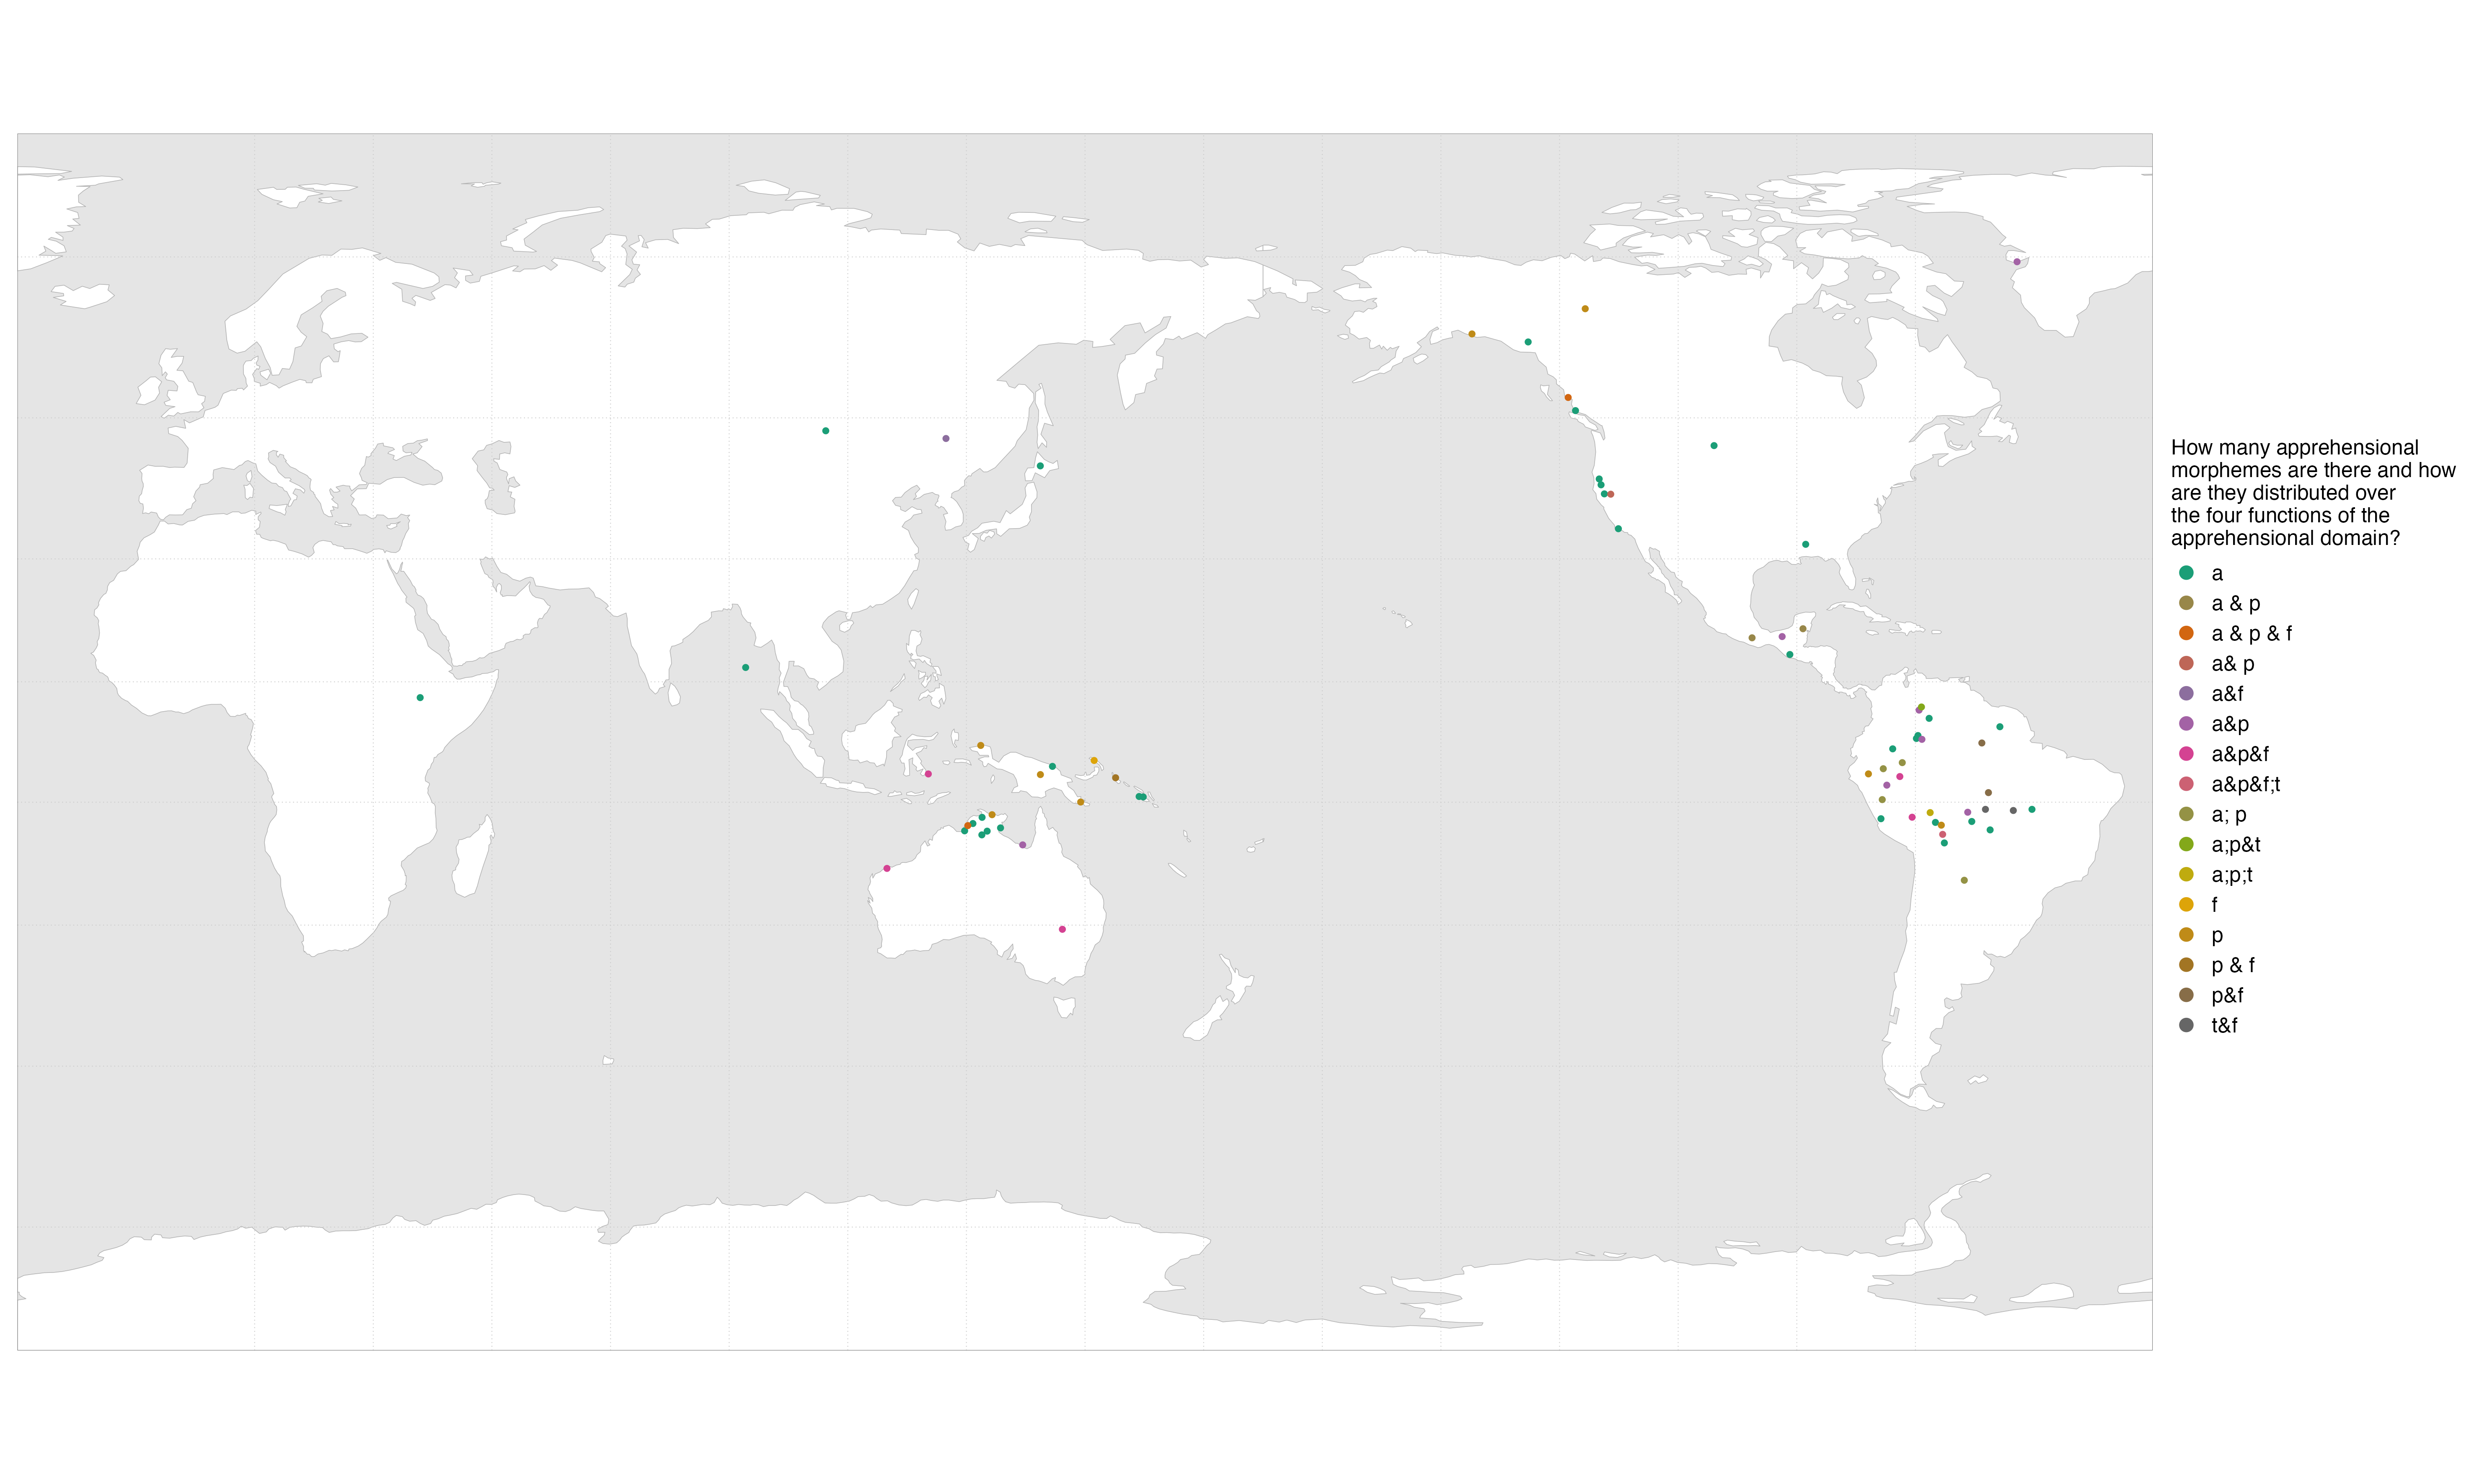 How many apprehensional
morphemes are there and how
are they distributed over
the four functions of the
apprehensional domain?
a
a & p
a & p & f
a& p
a&f
a&p
a&p&f
a&p&f;t
a; p
a;p&t
a;p;t
f
p
p & f
p&f
t&f